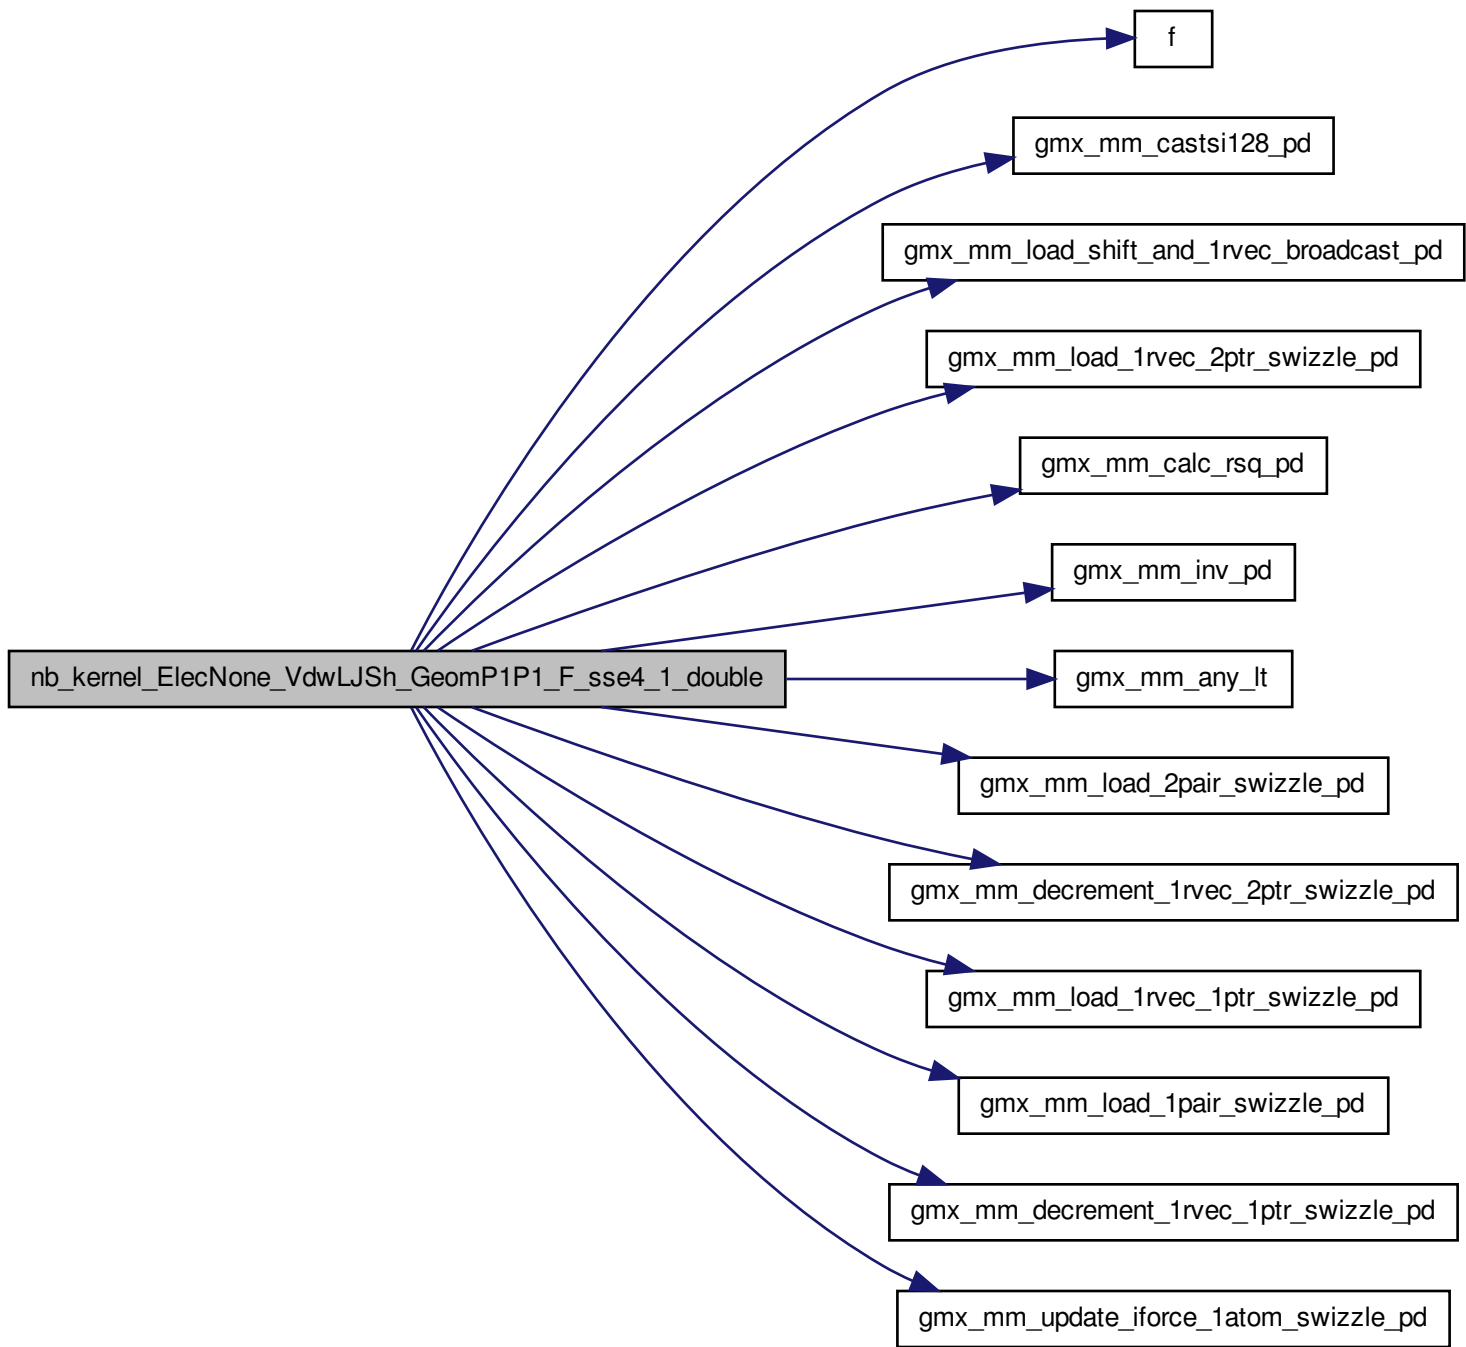 f
gmx_mm_castsi128_pd
gmx_mm_load_shift_and_1rvec_broadcast_pd
gmx_mm_load_1rvec_2ptr_swizzle_pd
gmx_mm_calc_rsq_pd
gmx_mm_inv_pd
nb_kernel_ElecNone_VdwLJSh_GeomP1P1_F_sse4_1_double
gmx_mm_any_lt
gmx_mm_load_2pair_swizzle_pd
gmx_mm_decrement_1rvec_2ptr_swizzle_pd
gmx_mm_load_1rvec_1ptr_swizzle_pd
gmx_mm_load_1pair_swizzle_pd
gmx_mm_decrement_1rvec_1ptr_swizzle_pd
gmx_mm_update_iforce_1atom_swizzle_pd